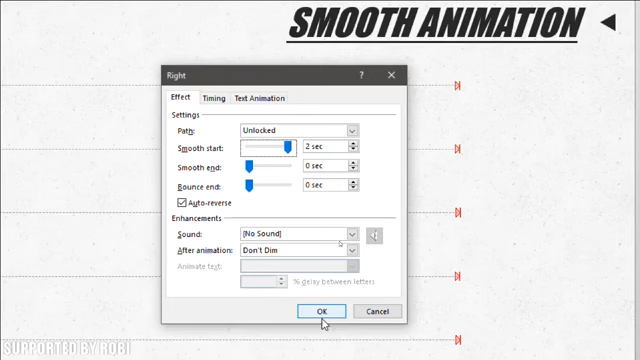 SMOOTH ANIMATION
Right
?
Effect Timing Text Animation
Settings
Path: Unlocked
Smooth start: 2 sec
Smooth end: 0 sec
Bounce end: 0 sec
Auto-reverse
Enhancements
Sound: [No Sound]
After animation: Don't Dim
Animate text:
% delay between letters
OK Cancel
SUPPORTED BY ROBI